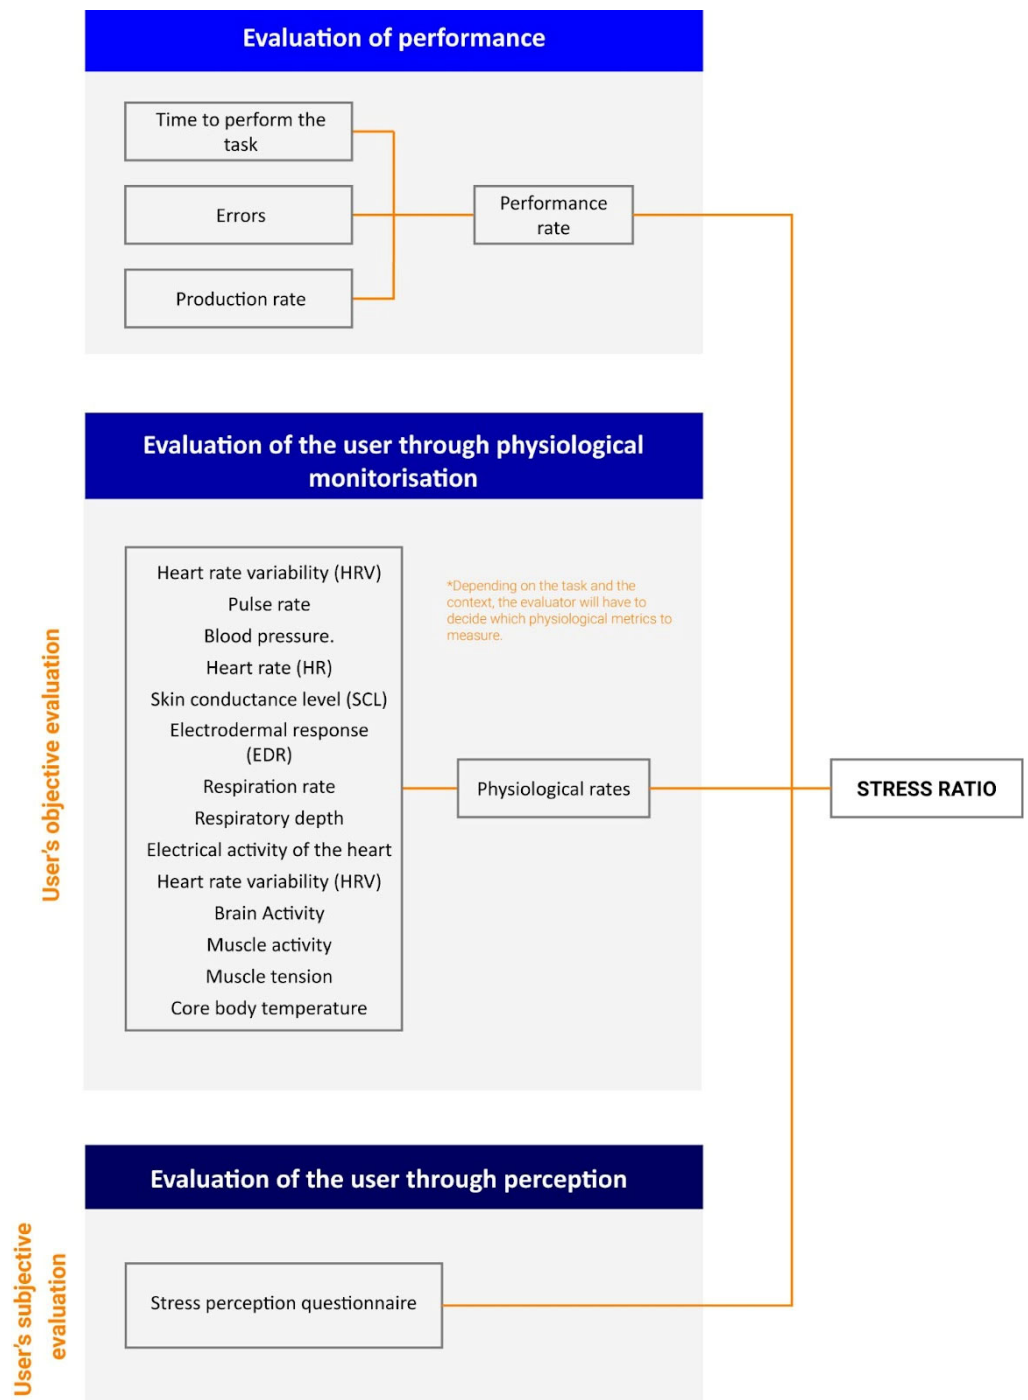 Evaluation of performance
Time to perform the
task
Errors
Production rate
Performance
rate
Evaluation of the user through physiological
monitorisation
Heart rate variability (HRV)
Pulse rate
Blood pressure.
Heart rate (HR)
Skin conductance level (SCL)
Electrodermal response
(EDR)
Respiration rate
Respiratory depth
Electrical activity of the heart
Heart rate variability (HRV)
Brain Activity
Muscle activity
Muscle tension
Core body temperature
*Depending on the task and the
context, the evaluator will have to
decide which physiological metrics to
measure.
Physiological rates
STRESS RATIO
User's objective evaluation
Evaluation of the user through perception
Stress perception questionnaire
User's subjective
evaluation